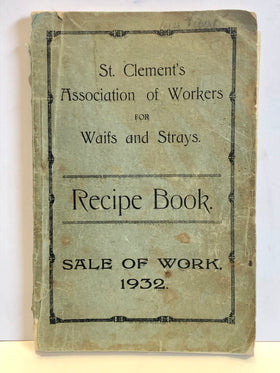 St. Clement's
Association of Workers
FOR
Waifs and Strays.
Recipe Book.
SALE OF WORK,
1932.